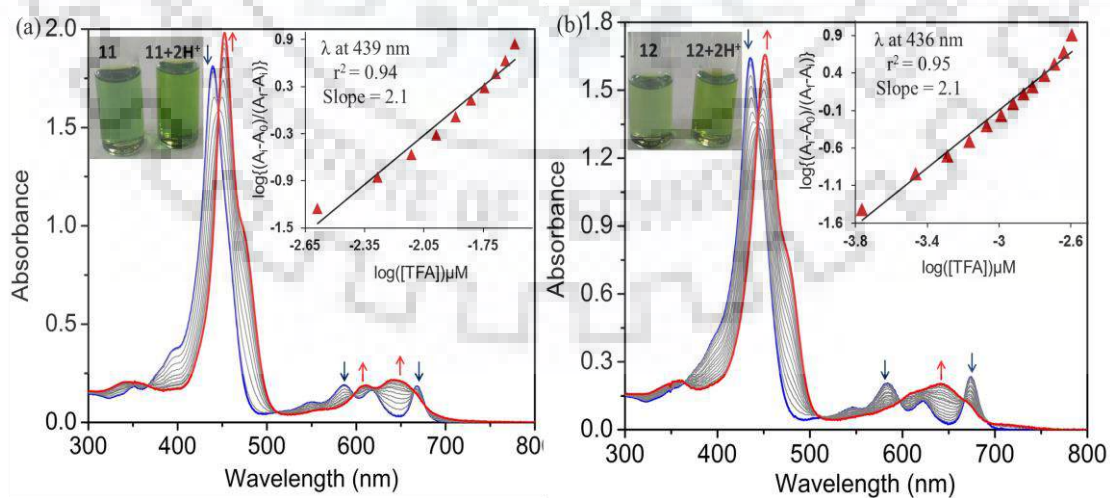 (a)
2.0
1.5
1.0
0.5
0.0
Absorbance
300 400 500 600 700 800
Wavelength (nm)
11 11+2H⁺
λ at 439 nm
r² = 0.94
Slope = 2.1
0.9
0.3
-0.3
-0.9
-1.5
log{(Aᵢ-A₀)/(A_f-Aᵢ)}
-2.65 -2.35 -2.05 -1.75
log([TFA])μM
(b)
1.8
1.5
1.2
0.9
0.6
0.3
0.0
Absorbance
300 400 500 600 700 800
Wavelength (nm)
12 12+2H⁺
λ at 436 nm
r² = 0.95
Slope = 2.1
0.9
0.4
-0.1
-0.6
-1.1
-1.6
log{(Aᵢ-A₀)/(A_f-Aᵢ)}
-3.8 -3.4 -3 -2.6
log([TFA])μM